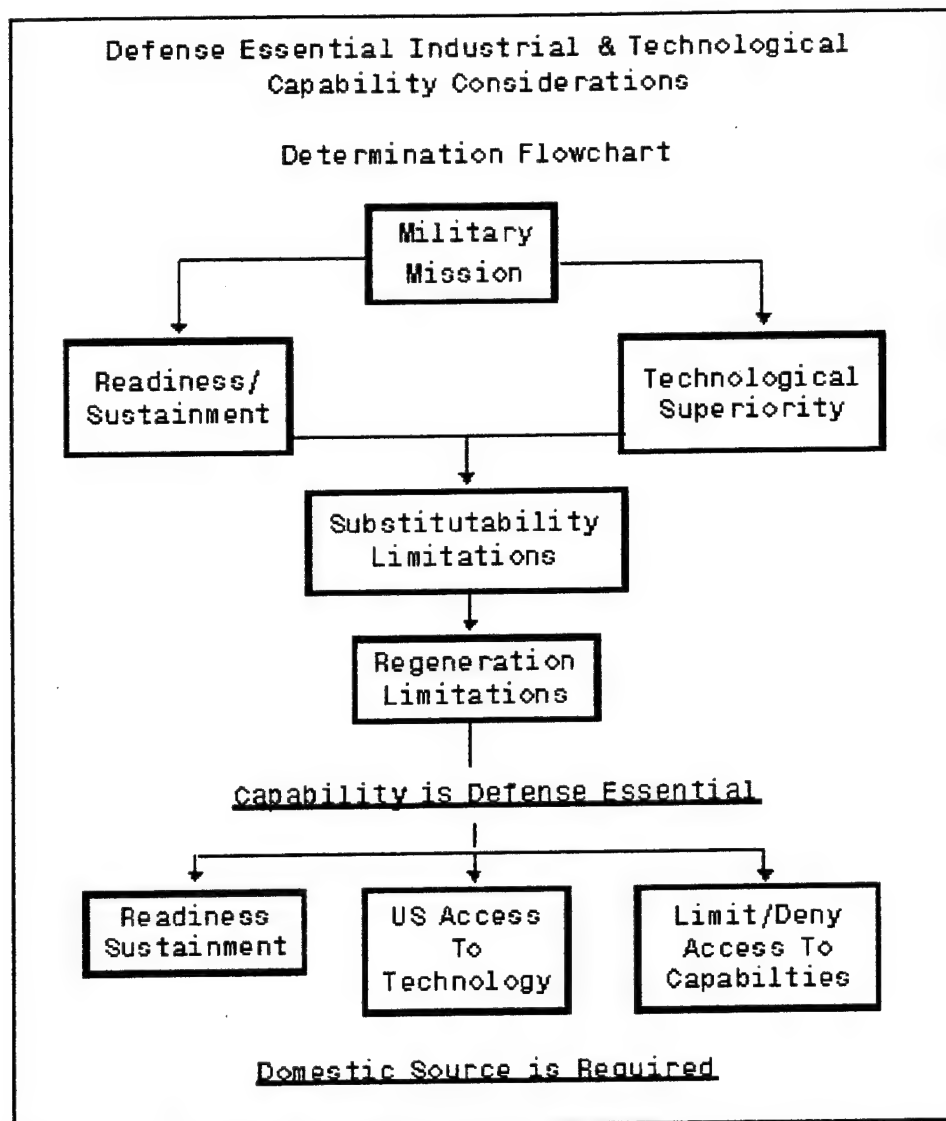 Defense Essential Industrial & Technological
Capability Considerations
Determination Flowchart
Military
Mission
Readiness/
Sustainment
Technological
Superiority
Substitutability
Limitations
Regeneration
Limitations
Capability is Defense Essential
Readiness
Sustainment
US Access
To
Technology
Limit/Deny
Access To
Capabilties
Domestic Source is Required